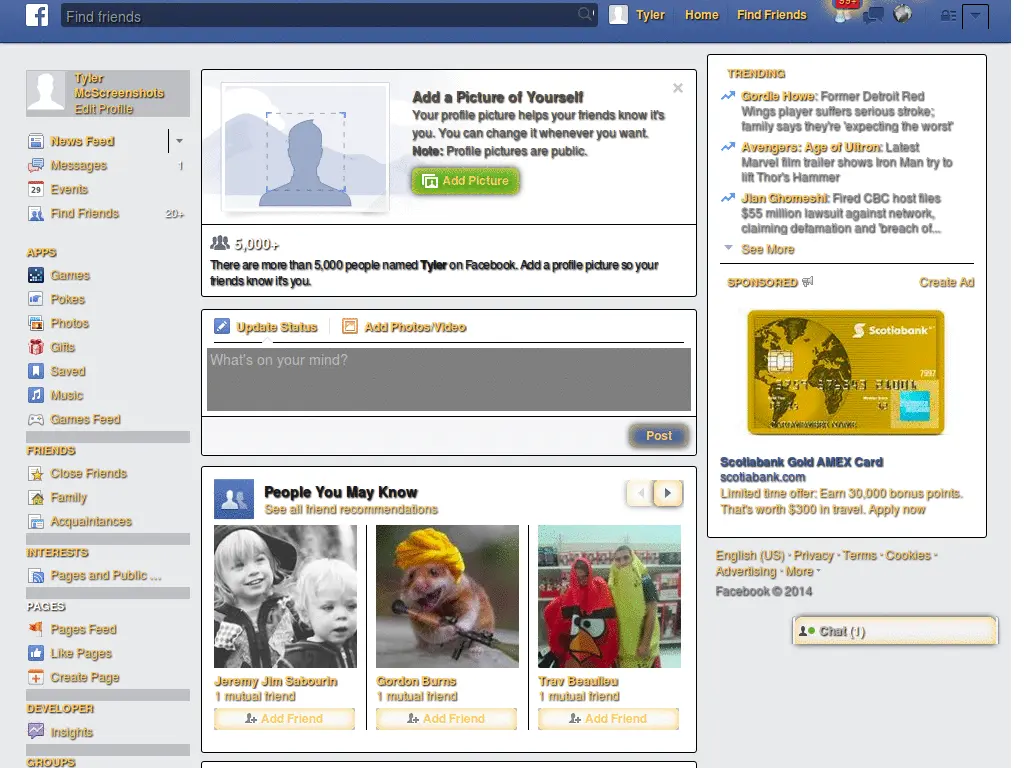 f
Find friends
Tyler
Home
Find Friends
99+
Tyler
McScreenshots
Edit Profile
News Feed
Messages 1
29 Events
Find Friends 20+
APPS
Games
Pokes
Photos
Gifts
Saved
Music
Games Feed
FRIENDS
Close Friends
Family
Acquaintances
INTERESTS
Pages and Public ...
PAGES
Pages Feed
Like Pages
Create Page
DEVELOPER
Insights
GROUPS
Add a Picture of Yourself
Your profile picture helps your friends know it's
you. You can change it whenever you want.
Note: Profile pictures are public.
Add Picture
5,000+
There are more than 5,000 people named Tyler on Facebook. Add a profile picture so your
friends know it's you.
Update Status
Add Photos/Video
What's on your mind?
Post
People You May Know
See all friend recommendations
Jeremy Jim Sabourin
1 mutual friend
Add Friend
Gordon Burns
1 mutual friend
Add Friend
Trav Beaulieu
1 mutual friend
Add Friend
TRENDING
Gordie Howe: Former Detroit Red
Wings player suffers serious stroke;
family says they're 'expecting the worst'
Avengers: Age of Ultron: Latest
Marvel film trailer shows Iron Man try to
lift Thor's Hammer
Jian Ghomeshi: Fired CBC host files
$55 million lawsuit against network,
claiming defamation and 'breach of...
See More
SPONSORED
Create Ad
Scotiabank
7997
Scotiabank Gold AMEX Card
scotiabank.com
Limited time offer: Earn 30,000 bonus points.
That's worth $300 in travel. Apply now
English (US) · Privacy · Terms · Cookies ·
Advertising · More
Facebook © 2014
Chat (1)